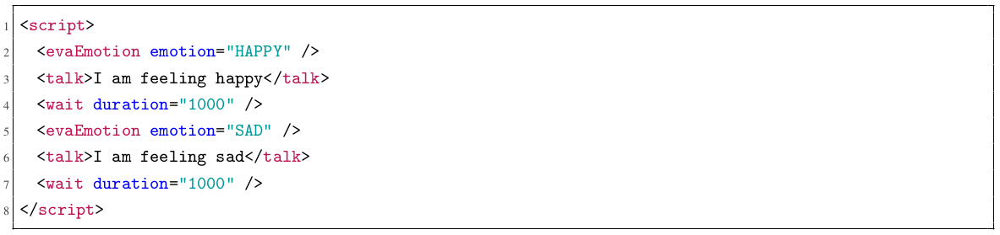 1 <script>
2   <evaEmotion emotion="HAPPY" />
3   <talk>I am feeling happy</talk>
4   <wait duration="1000" />
5   <evaEmotion emotion="SAD" />
6   <talk>I am feeling sad</talk>
7   <wait duration="1000" />
8 </script>